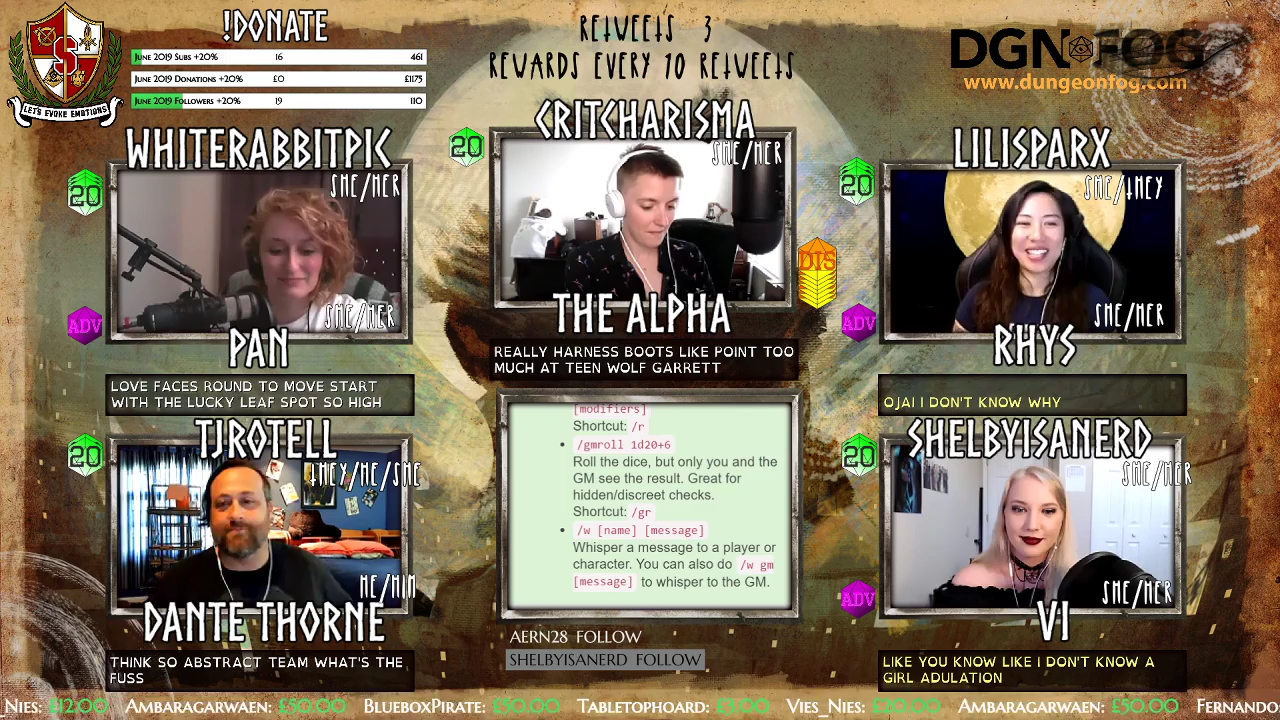 !DONATE
JUNE 2019 SUBS +20% 16 461
JUNE 2019 DONATIONS +20% £0 £1175
JUNE 2019 FOLLOWERS +20% 19 110
LET'S EVOKE EMOTIONS
S
RETWEETS 3
REWARDS EVERY 10 RETWEETS
DGN FOG
www.dungeonfog.com
WHITERABBITPIC
SHE/HER
20
ADV
SHE/HER
PAN
LOVE FACES ROUND TO MOVE START
WITH THE LUCKY LEAF SPOT SO HIGH
CRITCHARISMA
SHE/HER
20
DIS
THE ALPHA
REALLY HARNESS BOOTS LIKE POINT TOO
MUCH AT TEEN WOLF GARRETT
LILISPARX
SHE/THEY
20
ADV
SHE/HER
RHYS
OJAI I DON'T KNOW WHY
TJROTELL
THEY/HE/SHE
20
HE/HIM
DANTE THORNE
THINK SO ABSTRACT TEAM WHAT'S THE
FUSS
[modifiers]
Shortcut: /r
• /gmroll 1d20+6
Roll the dice, but only you and the
GM see the result. Great for
hidden/discreet checks.
Shortcut: /gr
• /w [name] [message]
Whisper a message to a player or
character. You can also do /w gm
[message] to whisper to the GM.
AERN28 FOLLOW
SHELBYISANERD FOLLOW
SHELBYISANERD
SHE/HER
20
ADV
SHE/HER
VI
LIKE YOU KNOW LIKE I DON'T KNOW A
GIRL ADULATION
NIES: £12.00 AMBARAGARWAEN: £50.00 BLUEBOXPIRATE: £50.00 TABLETOPHOARD: £3.00 VIES_NIES: £20.00 AMBARAGARWAEN: £50.00 FERNANDO: